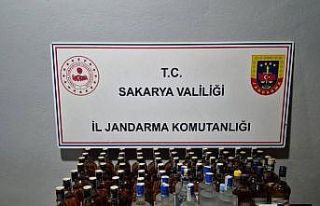 T.C.
SAKARYA VALİLİĞİ
İL JANDARMA KOMUTANLIĞI